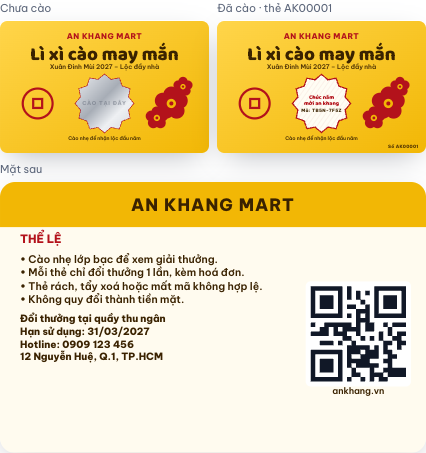 Chưa cào
Đã cào · thẻ AK00001
AN KHANG MART
Lì xì cào may mắn
Xuân Đinh Mùi 2027 – Lộc đầy nhà
CÀO TẠI ĐÂY
Cào nhẹ để nhận lộc đầu năm
AN KHANG MART
Lì xì cào may mắn
Xuân Đinh Mùi 2027 – Lộc đầy nhà
Chúc năm
mới an khang
Mã: TBSN-7FSZ
Cào nhẹ để nhận lộc đầu năm
Số AK00001
Mặt sau
AN KHANG MART
THỂ LỆ
• Cào nhẹ lớp bạc để xem giải thưởng.
• Mỗi thẻ chỉ đổi thưởng 1 lần, kèm hoá đơn.
• Thẻ rách, tẩy xoá hoặc mất mã không hợp lệ.
• Không quy đổi thành tiền mặt.
Đổi thưởng tại quầy thu ngân
Hạn sử dụng: 31/03/2027
Hotline: 0909 123 456
12 Nguyễn Huệ, Q.1, TP.HCM
ankhang.vn